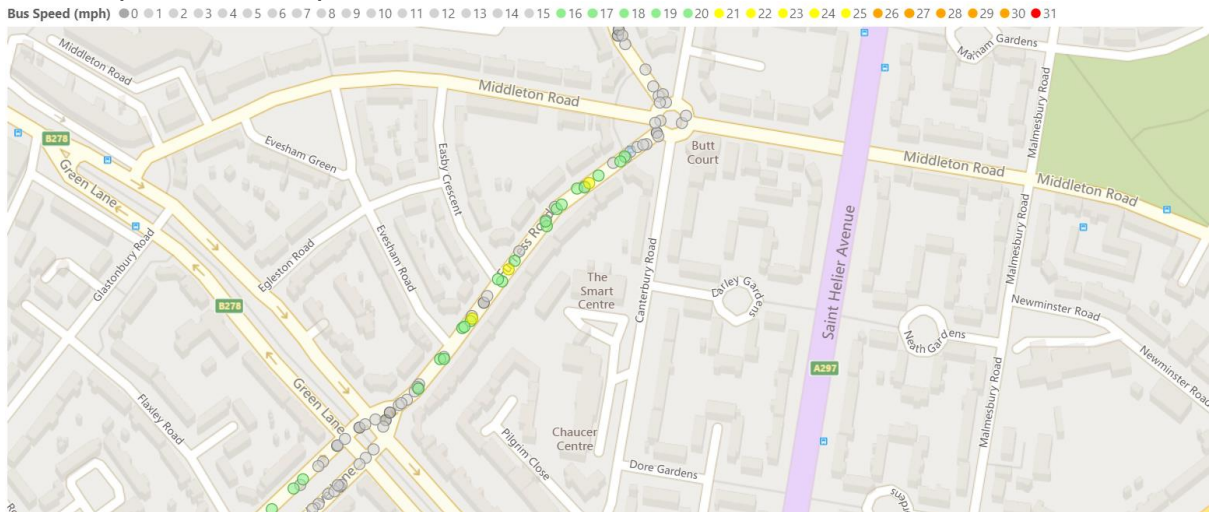 Bus Speed (mph) 0 1 2 3 4 5 6 7 8 9 10 11 12 13 14 15 16 17 18 19 20 21 22 23 24 25 26 27 28 29 30 31
Middleton Road
Malham Gardens
Malmesbury Road
Middleton Road
B278
Evesham Green
Easby Crescent
Butt
Court
Middleton Road
Middleton Road
Green Lane
Glastonbury Road
Egleston Road
Evesham Road
Canterbury Road
Saint Helier Avenue
Malmesbury Road
The
Smart
Centre
Darley Gardens
B278
Newminster Road
Neath Gardens
Newminster Road
A297
Green Lane
Flaxley Road
Malmesbury Road
Chaucer
Centre
Pilgrim Close
Dore Gardens